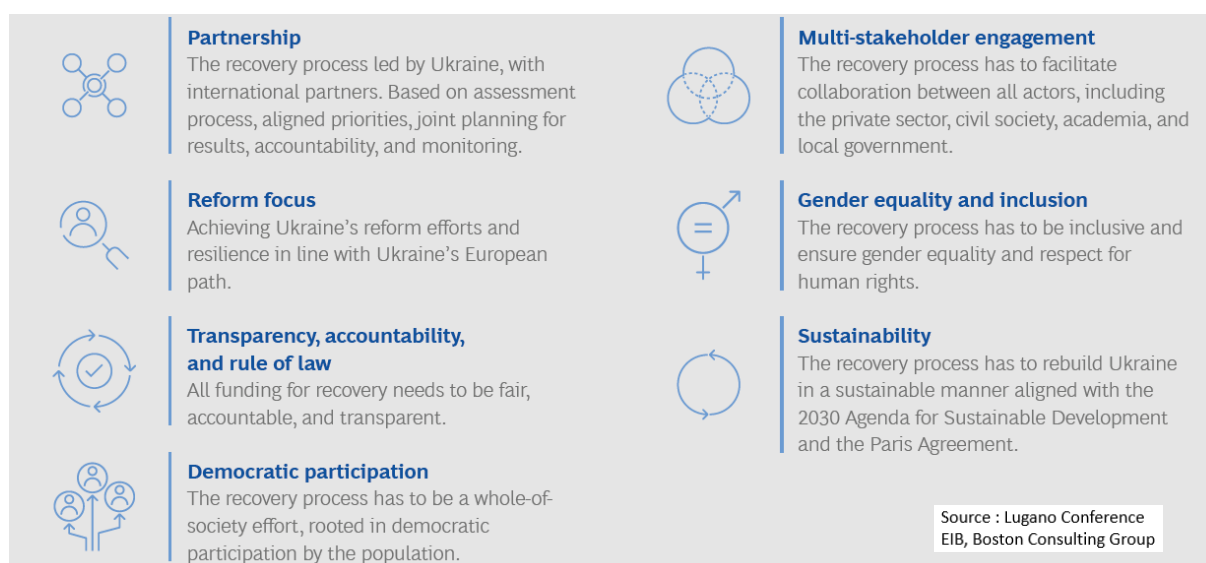 Partnership
The recovery process led by Ukraine, with
international partners. Based on assessment
process, aligned priorities, joint planning for
results, accountability, and monitoring.
Reform focus
Achieving Ukraine's reform efforts and
resilience in line with Ukraine's European
path.
Transparency, accountability,
and rule of law
All funding for recovery needs to be fair,
accountable, and transparent.
Democratic participation
The recovery process has to be a whole-of-
society effort, rooted in democratic
participation by the population.
Multi-stakeholder engagement
The recovery process has to facilitate
collaboration between all actors, including
the private sector, civil society, academia, and
local government.
Gender equality and inclusion
The recovery process has to be inclusive and
ensure gender equality and respect for
human rights.
Sustainability
The recovery process has to rebuild Ukraine
in a sustainable manner aligned with the
2030 Agenda for Sustainable Development
and the Paris Agreement.
Source : Lugano Conference
EIB, Boston Consulting Group